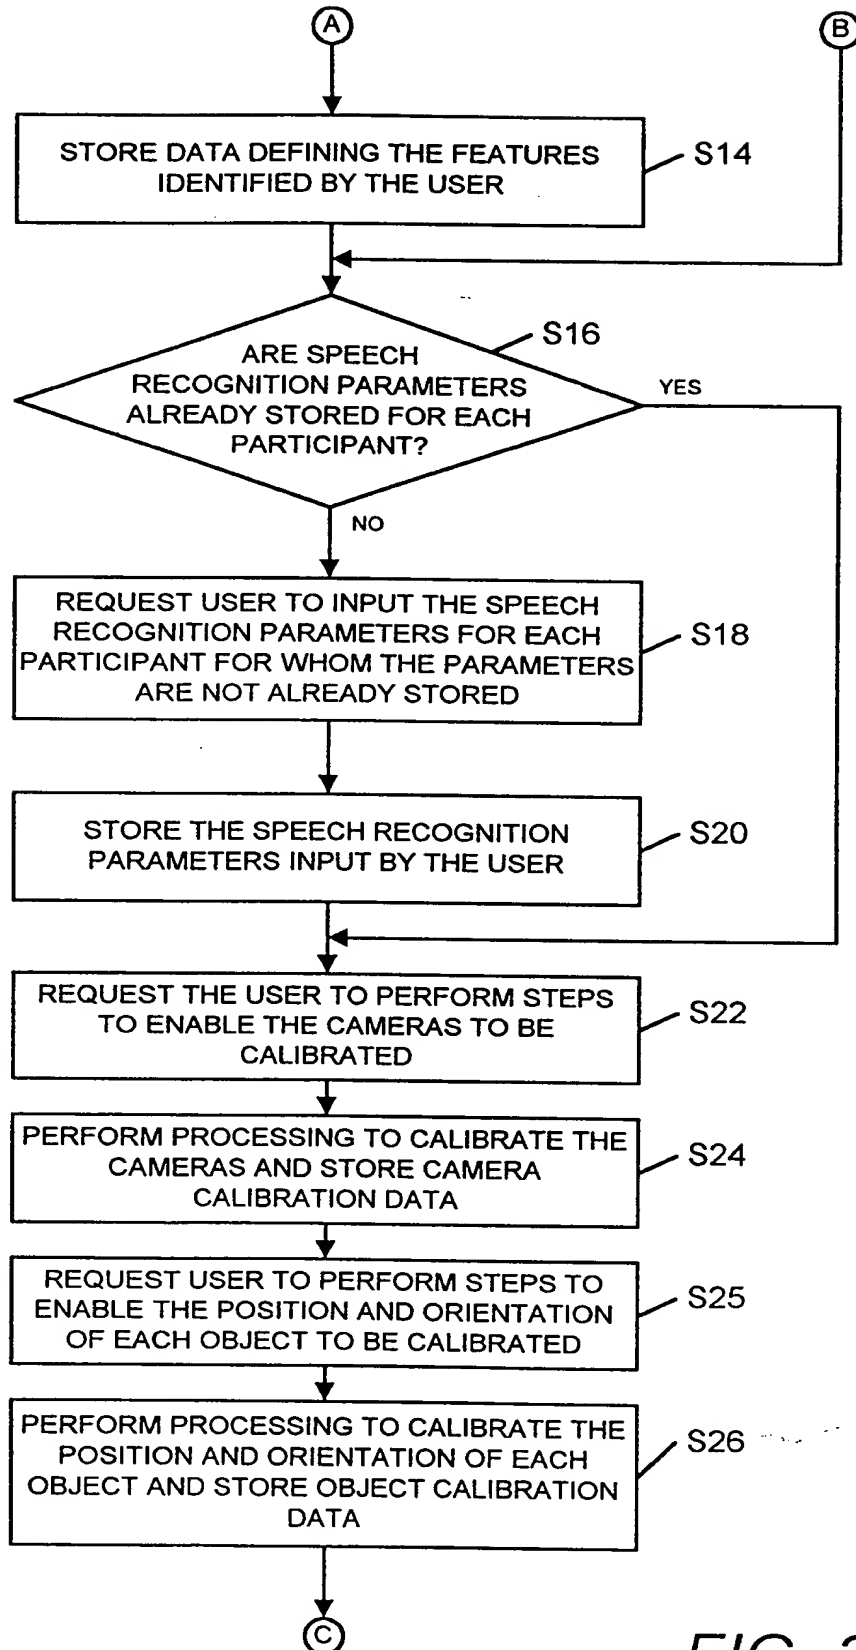 A
B
STORE DATA DEFINING THE FEATURES
IDENTIFIED BY THE USER
S14
S16
ARE SPEECH
RECOGNITION PARAMETERS
ALREADY STORED FOR EACH
PARTICIPANT?
YES
NO
REQUEST USER TO INPUT THE SPEECH
RECOGNITION PARAMETERS FOR EACH
PARTICIPANT FOR WHOM THE PARAMETERS
ARE NOT ALREADY STORED
S18
STORE THE SPEECH RECOGNITION
PARAMETERS INPUT BY THE USER
S20
REQUEST THE USER TO PERFORM STEPS
TO ENABLE THE CAMERAS TO BE
CALIBRATED
S22
PERFORM PROCESSING TO CALIBRATE THE
CAMERAS AND STORE CAMERA
CALIBRATION DATA
S24
REQUEST USER TO PERFORM STEPS TO
ENABLE THE POSITION AND ORIENTATION
OF EACH OBJECT TO BE CALIBRATED
S25
PERFORM PROCESSING TO CALIBRATE THE
POSITION AND ORIENTATION OF EACH
OBJECT AND STORE OBJECT CALIBRATION
DATA
S26
C
FIG.